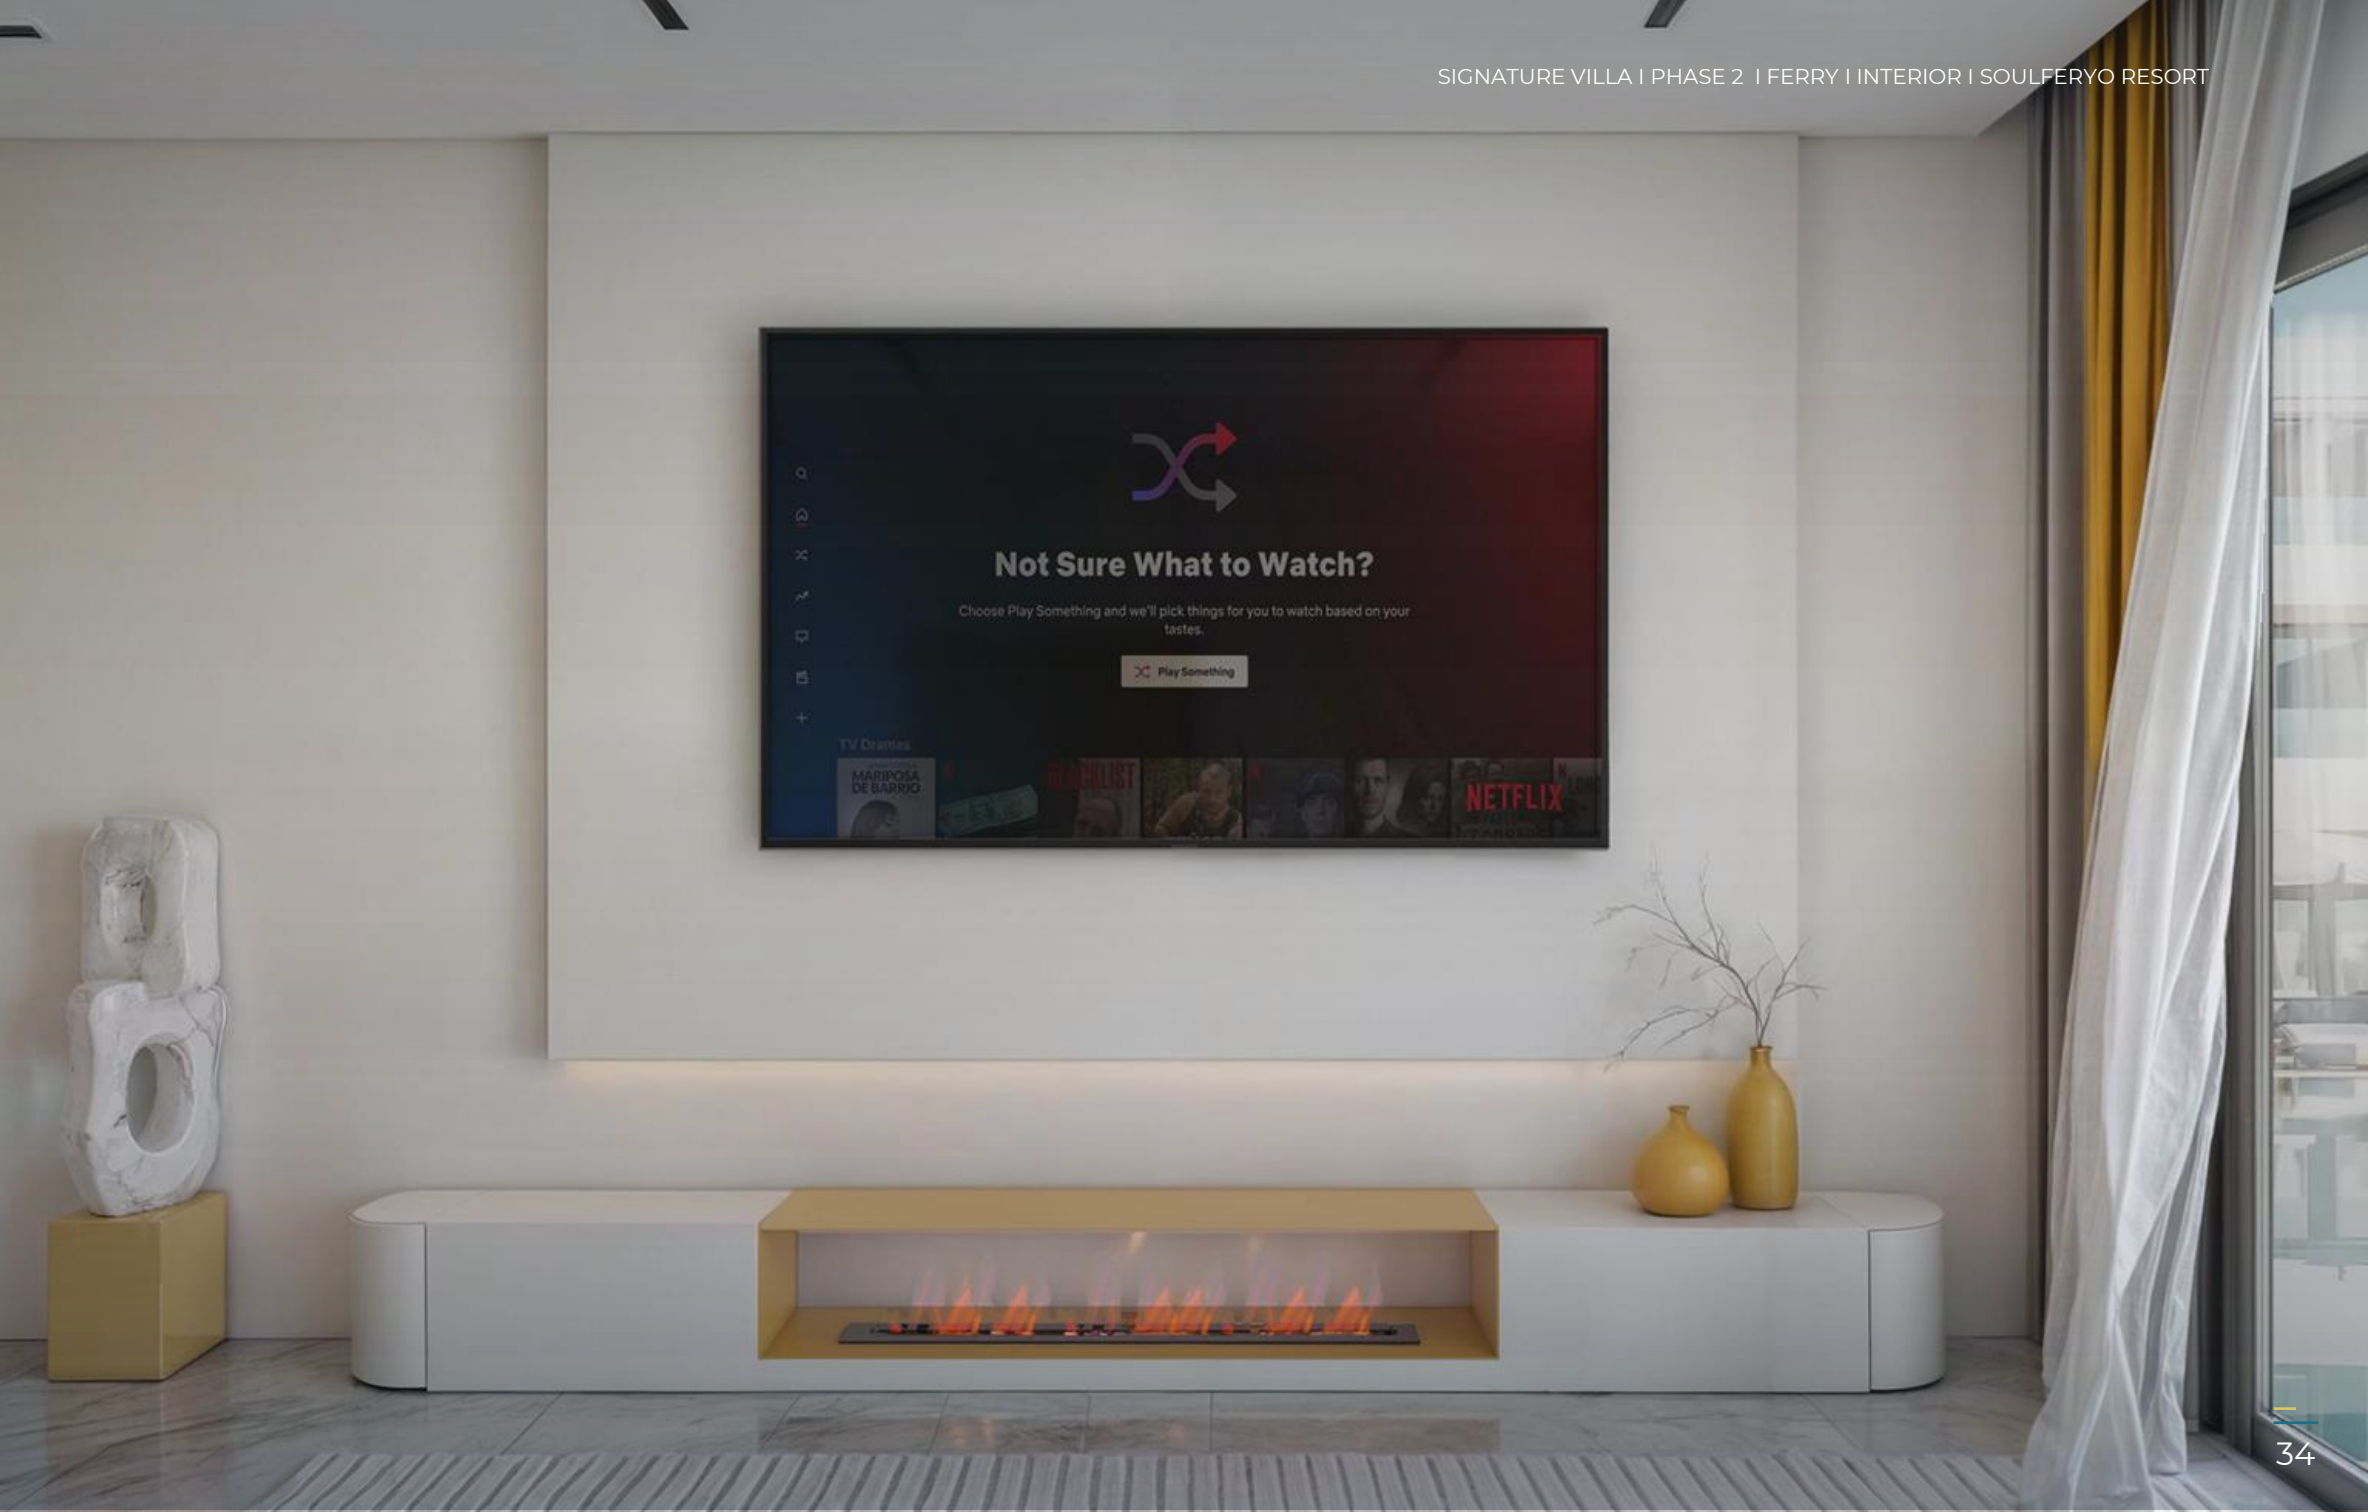 SIGNATURE VILLA I PHASE 2 I FERRY I INTERIOR I SOULFERYO RESORT
Not Sure What to Watch?
Choose Play Something and we'll pick things for you to watch based on your
tastes.
Play Something
TV Dramas
MARIPOSA
DE BARRIO
BLACKLIST
NETFLIX
34